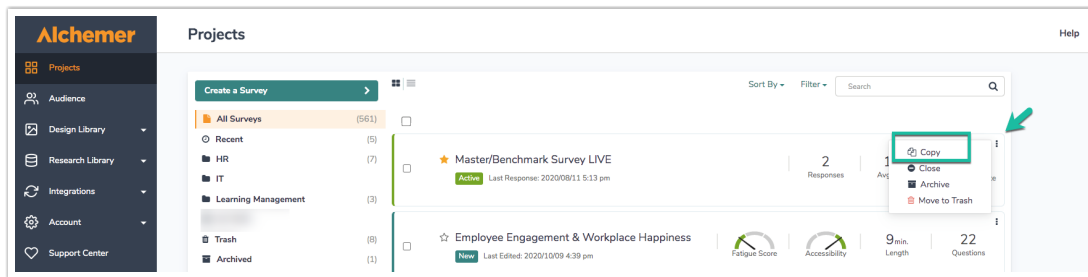 Alchemer
Projects
Help
Projects
Audience
Design Library
Research Library
Integrations
Account
Support Center
Create a Survey
All Surveys (561)
Recent (5)
HR (7)
IT
Learning Management (3)
Trash (8)
Archived (1)
Sort By
Filter
Search
Master/Benchmark Survey LIVE
Active Last Response: 2020/08/11 5:13 pm
2
Responses
Copy
Close
Archive
Move to Trash
Employee Engagement & Workplace Happiness
New Last Edited: 2020/10/09 4:39 pm
Fatigue Score
Accessibility
9 min.
Length
22
Questions